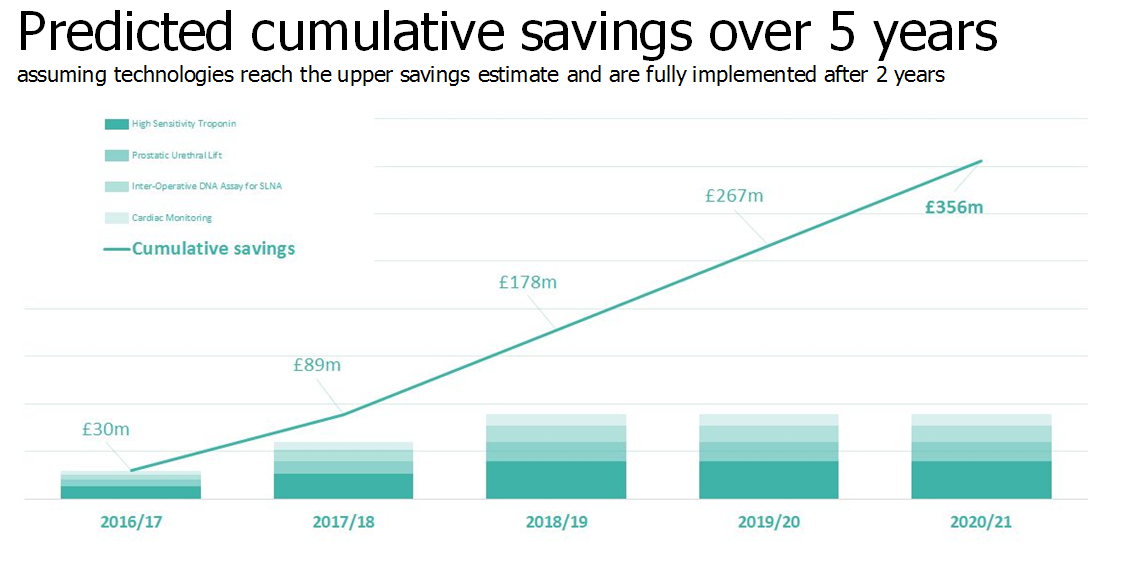 Predicted cumulative savings over 5 years
assuming technologies reach the upper savings estimate and are fully implemented after 2 years
High Sensitivity Troponin
Prostatic Urethral Lift
Inter-Operative DNA Assay for SLNA
Cardiac Monitoring
Cumulative savings
£30m
£89m
£178m
£267m
£356m
2016/17
2017/18
2018/19
2019/20
2020/21